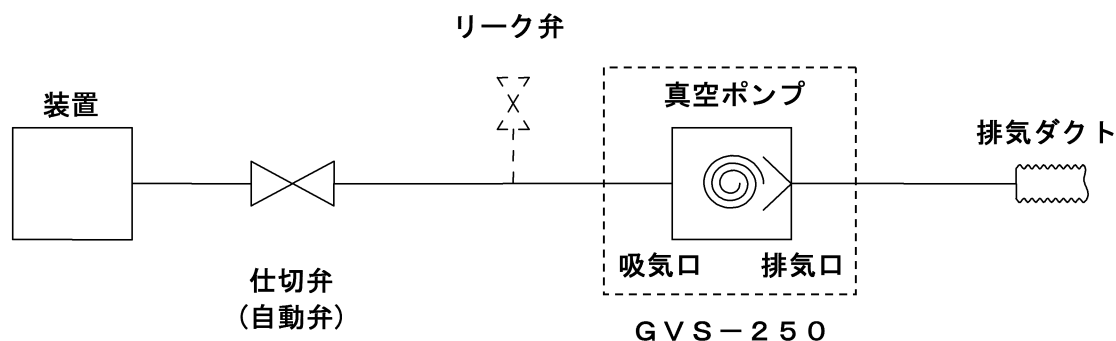 リーク弁
装置
真空ポンプ
排気ダクト
吸気口
排気口
仕切弁
(自動弁)
GVS-250